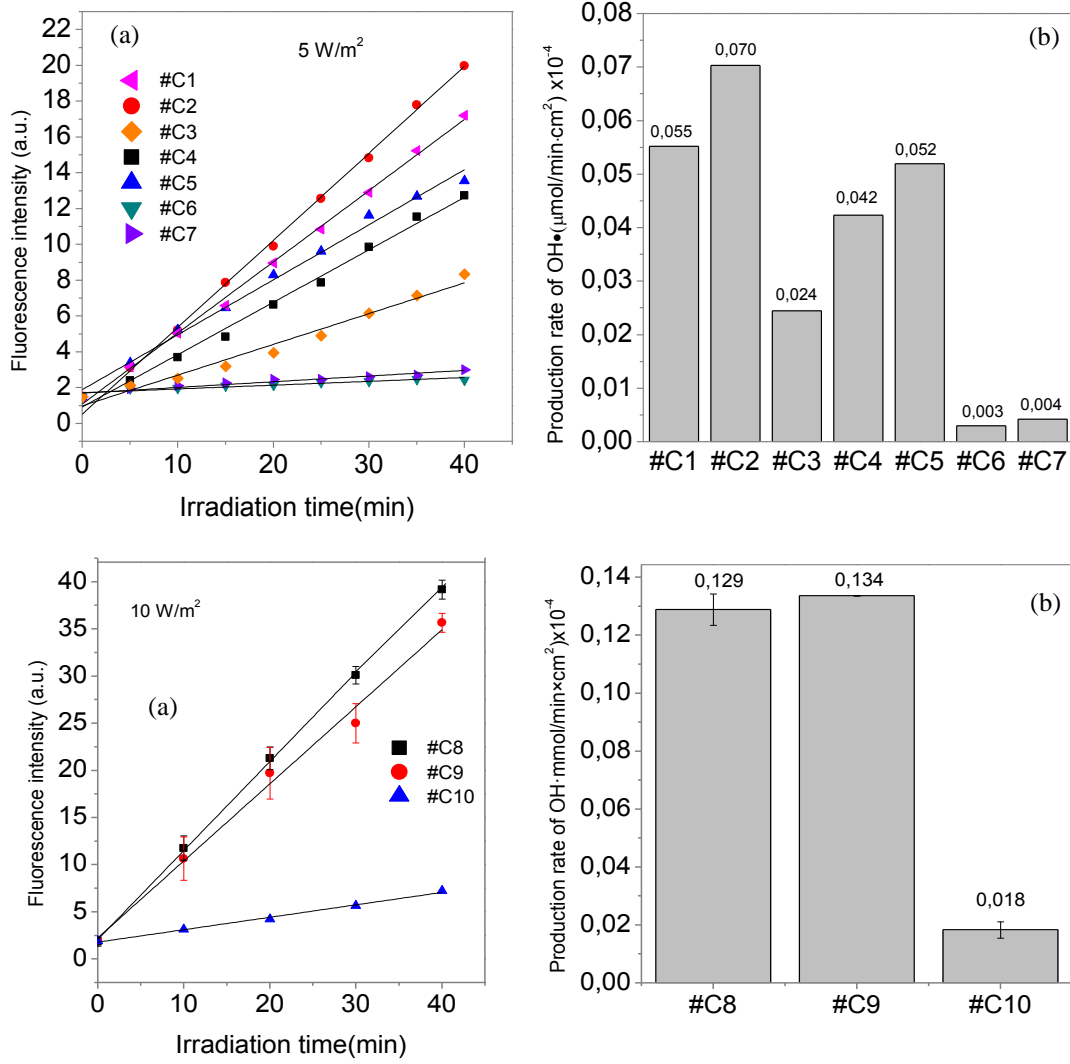 (a)
5 W/m²
#C1
#C2
#C3
#C4
#C5
#C6
#C7
Fluorescence intensity (a.u.)
22
20
18
16
14
12
10
8
6
4
2
0
0 10 20 30 40
Irradiation time(min)
(b)
Production rate of OH•(μmol/min·cm²) x10⁻⁴
0,08
0,07
0,06
0,05
0,04
0,03
0,02
0,01
0,00
0,055
0,070
0,024
0,042
0,052
0,003
0,004
#C1 #C2 #C3 #C4 #C5 #C6 #C7
10 W/m²
(a)
#C8
#C9
#C10
Fluorescence intensity (a.u.)
40
35
30
25
20
15
10
5
0
0 10 20 30 40
Irradiation time(min)
(b)
Production rate of OH·mmol/min×cm²)x10⁻⁴
0,14
0,12
0,10
0,08
0,06
0,04
0,02
0,00
0,129
0,134
0,018
#C8 #C9 #C10